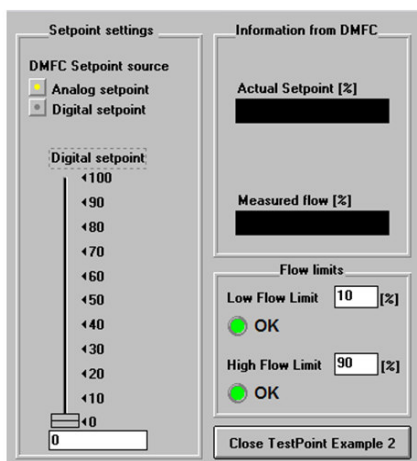 Setpoint settings
DMFC Setpoint source
Analog setpoint
Digital setpoint
Digital setpoint
100
90
80
70
60
50
40
30
20
10
0
0
Information from DMFC
Actual Setpoint [%]
Measured flow [%]
Flow limits
Low Flow Limit 10 [%]
OK
High Flow Limit 90 [%]
OK
Close TestPoint Example 2